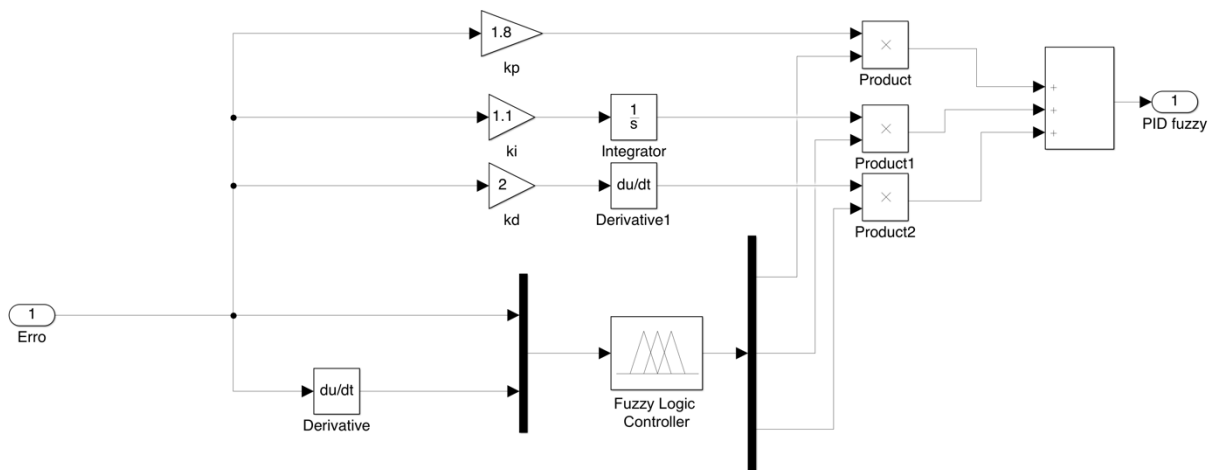 1.8
kp
×
Product
1
PID fuzzy
+
+
+
1.1
ki
1
s
Integrator
×
Product1
2
kd
du/dt
Derivative1
×
Product2
1
Erro
du/dt
Derivative
Fuzzy Logic
Controller